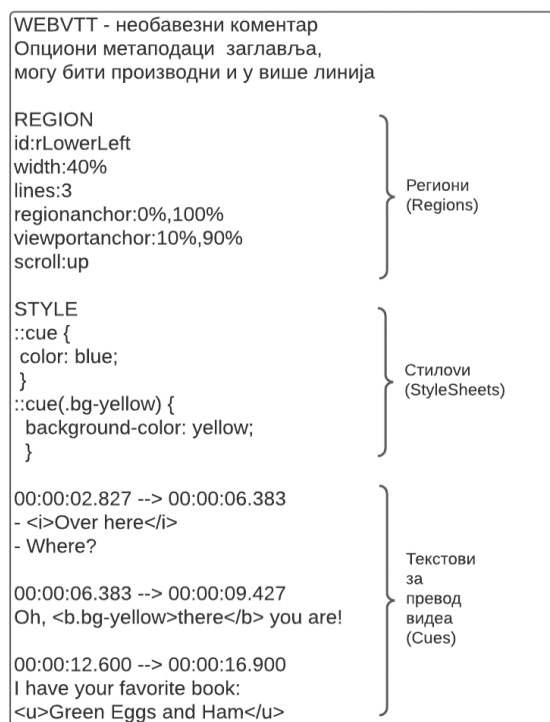 WEBVTT - необавезни коментар
Опциони метаподаци  заглавља,
могу бити производни и у више линија

REGION
id:rLowerLeft
width:40%
lines:3
regionanchor:0%,100%
viewportanchor:10%,90%
scroll:up
Региони
(Regions)

STYLE
::cue {
 color: blue;
 }
::cue(.bg-yellow) {
  background-color: yellow;
  }
Стилоvи
(StyleSheets)

00:00:02.827 --> 00:00:06.383
- <i>Over here</i>
- Where?

00:00:06.383 --> 00:00:09.427
Oh, <b.bg-yellow>there</b> you are!

00:00:12.600 --> 00:00:16.900
I have your favorite book:
<u>Green Eggs and Ham</u>
Текстови
за
превод
видеа
(Cues)